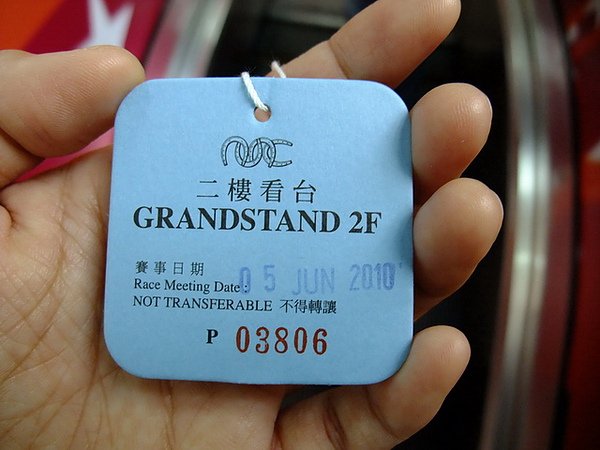 二樓看台
GRANDSTAND 2F
賽事日期
Race Meeting Date : 05 JUN 2010
NOT TRANSFERABLE 不得轉讓
P 03806